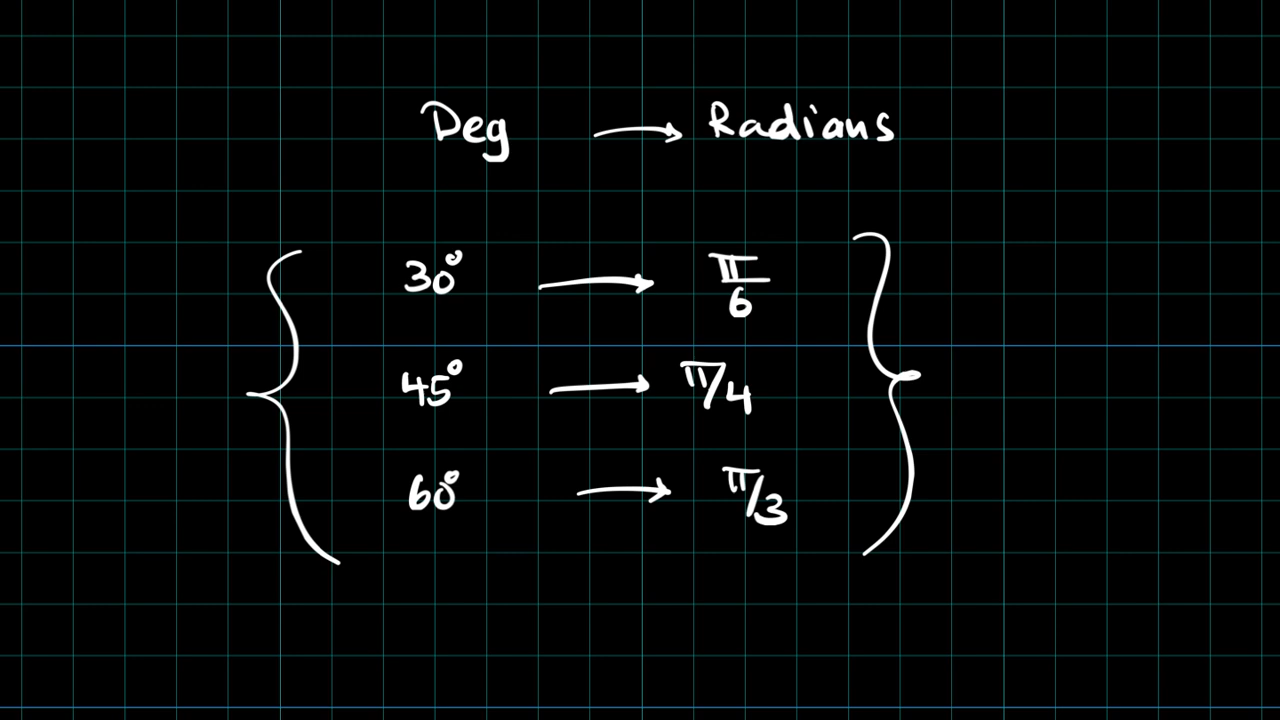 Deg → Radians
30° → π/6
45° → π/4
60° → π/3